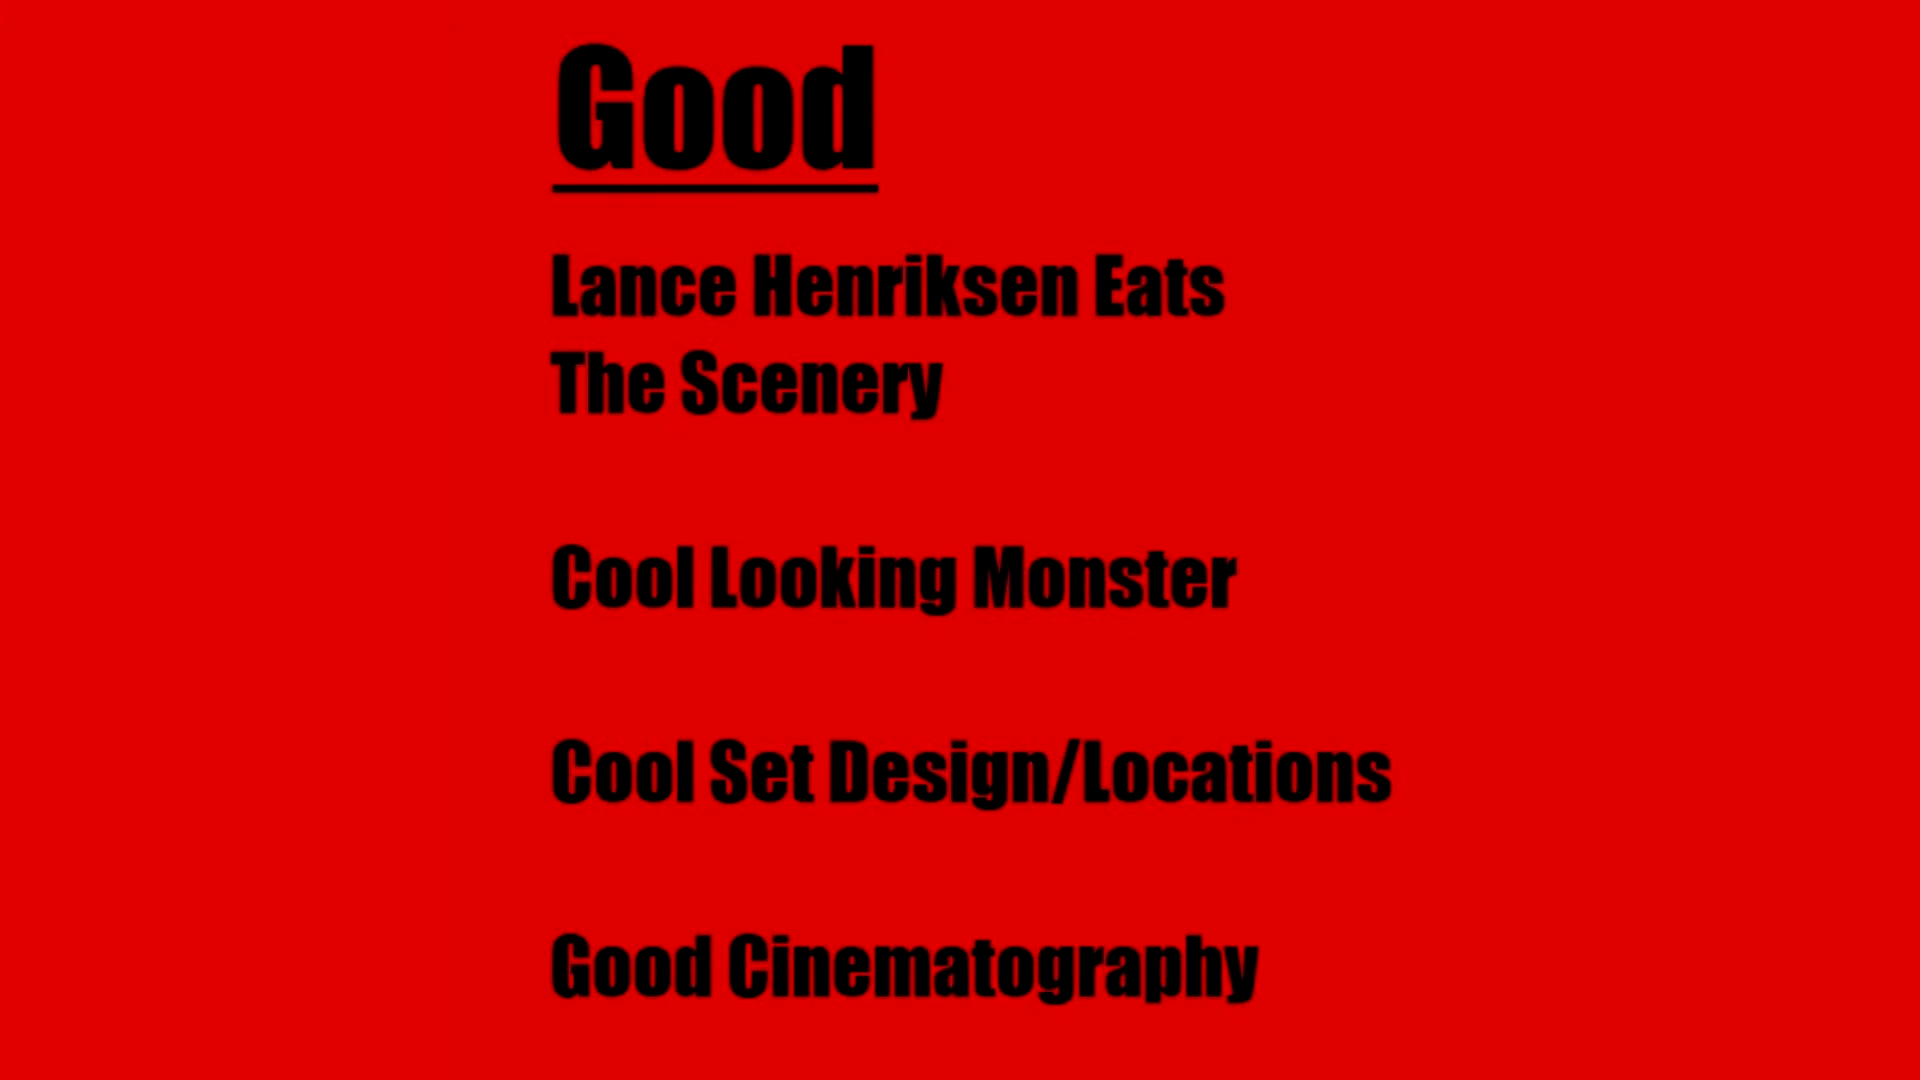 Good
Lance Henriksen Eats
The Scenery
Cool Looking Monster
Cool Set Design/Locations
Good Cinematography